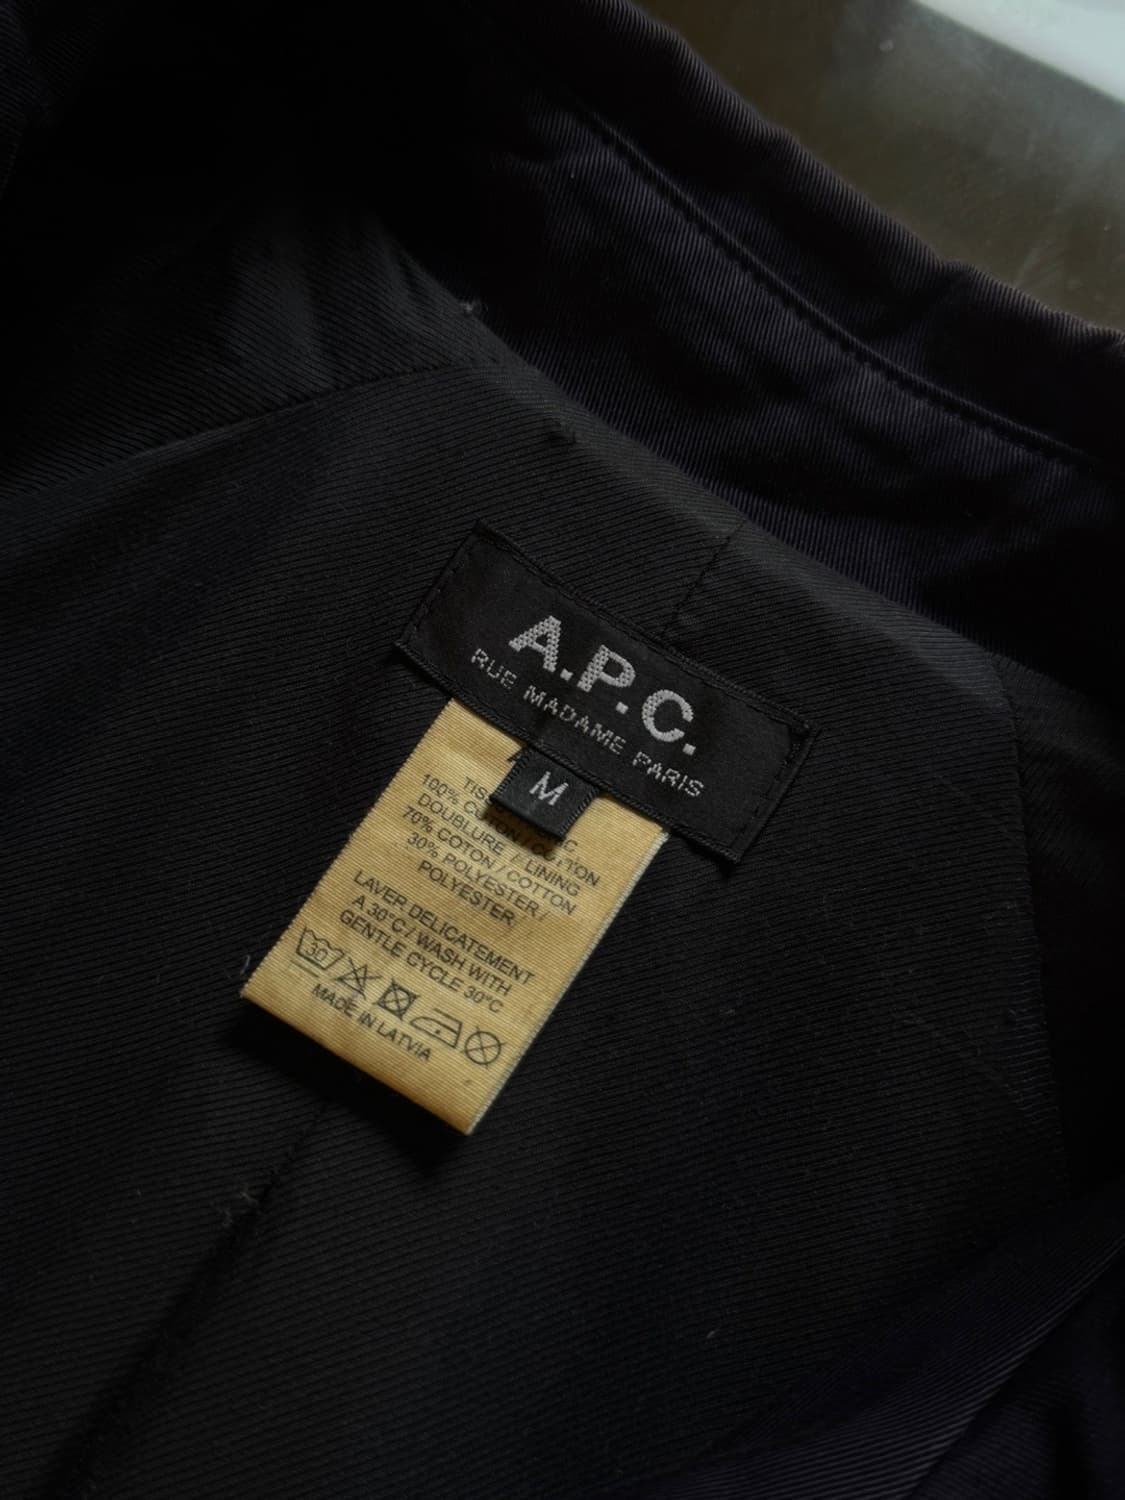 A.P.C.
RUE MADAME PARIS
M
100% COTON / COTTON
DOUBLURE / LINING
70% COTON / COTTON
30% POLYESTER /
POLYESTER
LAVER DELICATEMENT
A 30°C / WASH WITH
GENTLE CYCLE 30°C
30
MADE IN LATVIA